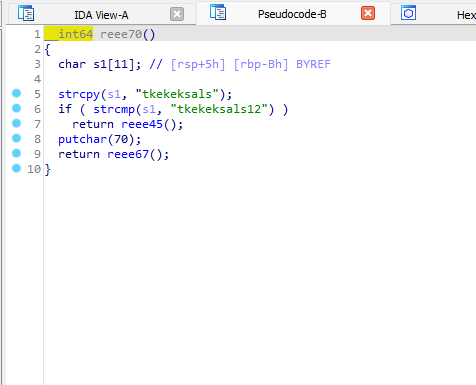 IDA View-A Pseudocode-B Hex
1 __int64 reee70()
2 {
3 char s1[11]; // [rsp+5h] [rbp-Bh] BYREF
4
5 strcpy(s1, "tkekeksals");
6 if ( strcmp(s1, "tkekeksals12") )
7 return reee45();
8 putchar(70);
9 return reee67();
10 }